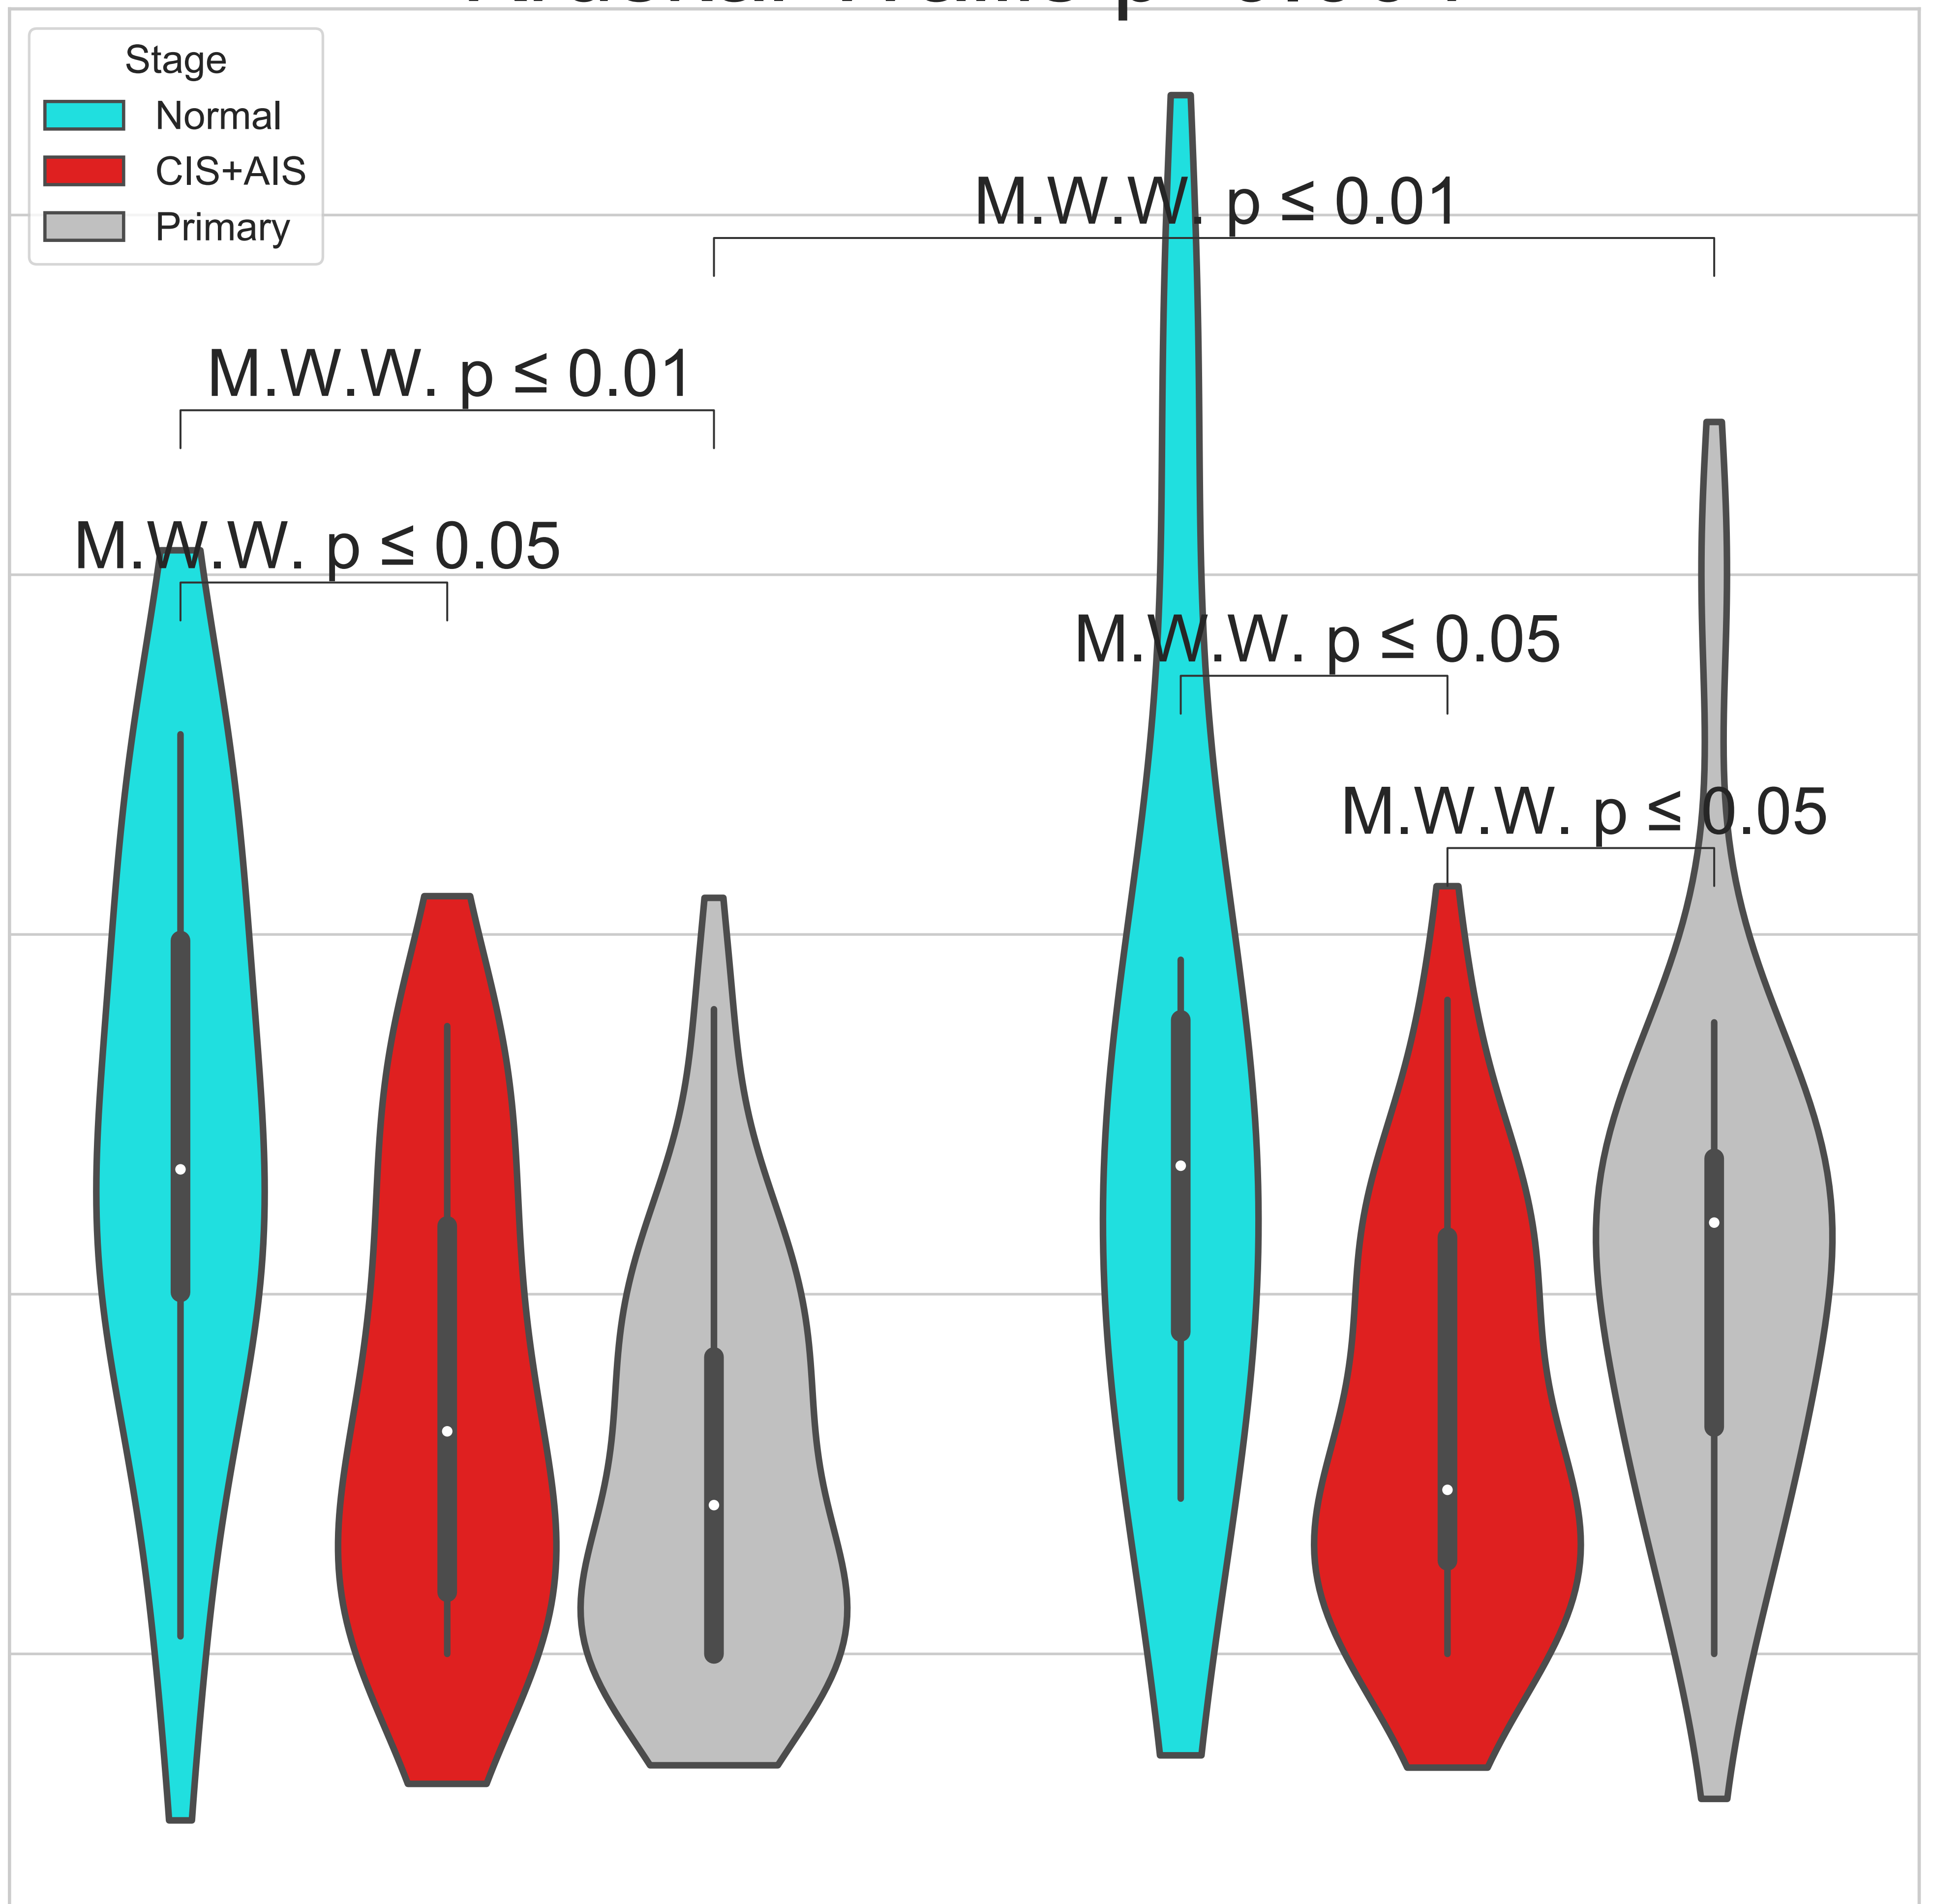 Stage
Normal
CIS+AIS
Primary
M.W.W. p ≤ 0.01
M.W.W. p ≤ 0.01
M.W.W. p ≤ 0.05
M.W.W. p ≤ 0.05
M.W.W. p ≤ 0.05